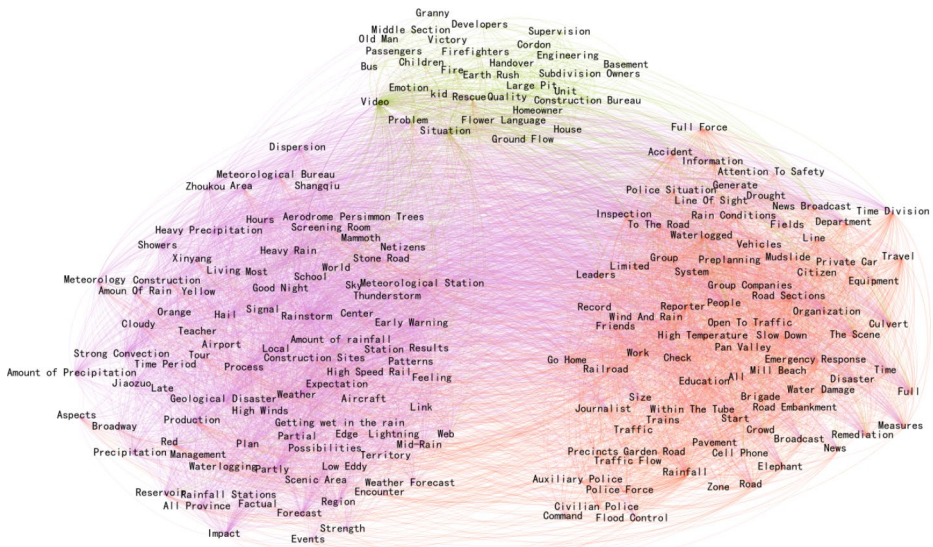 Granny
Developers
Middle Section
Supervision
Old Man
Victory
Cordon
Passengers
Firefighters
Engineering
Bus
Children
Handover
Basement
Fire
Earth Rush
Subdivision Owners
Emotion
Large Pit
Unit
kid
Rescue
Quality
Construction Bureau
Video
Homeowner
Problem
Flower Language
House
Situation
Ground Flow
Full Force
Dispersion
Accident
Information
Meteorological Bureau
Attention To Safety
Zhoukou Area
Shangqiu
Police Situation
Generate
Drought
Line Of Sight
News Broadcast
Time Division
Hours
Aerodrome
Persimmon Trees
Inspection
Rain Conditions
Fields
Department
Heavy Precipitation
Screening Room
To The Road
Waterlogged
Line
Showers
Mammoth
Vehicles
Heavy Rain
Netizens
Xinyang
Stone Road
Group
Preplanning
Mudslide
Private Car
Travel
Living
Most
World
Limited
System
Citizen
Leaders
Meteorology
Construction
School
Sky
Meteorological Station
Group Companies
Equipment
Amoun Of Rain
Yellow
Good Night
Thunderstorm
Road Sections
Orange
Signal
Center
Record
Reporter
People
Organization
Hail
Rainstorm
Wind And Rain
Cloudy
Early Warning
Friends
Open To Traffic
Culvert
Teacher
High Temperature
Slow Down
The Scene
Airport
Amount of rainfall
Pan Valley
Strong Convection
Tour
Local
Station
Results
Work
Time Period
Construction Sites
Patterns
Go Home
Check
Emergency Response
Amount of Precipitation
Process
High Speed Rail
Feeling
Railroad
Mill Beach
Time
Jiaozuo
Late
Expectation
Education
All
Disaster
Geological Disaster
Weather
Aircraft
Water Damage
Full
High Winds
Link
Size
Brigade
Journalist
Within The Tube
Road Embankment
Aspects
Production
Getting wet in the rain
Trains
Start
Broadway
Traffic
Crowd
Measures
Red
Plan
Partial
Edge
Lightning
Web
Pavement
Broadcast
Remediation
Precipitation
Management
Possibilities
Mid-Rain
Precincts
Garden Road
Cell Phone
News
Territory
Traffic Flow
Waterlogging
Partly
Low Eddy
Rainfall
Elephant
Scenic Area
Weather Forecast
Auxiliary Police
Zone
Road
Reservoir
Rainfall Stations
Encounter
Police Force
All Province
Factual
Region
Civilian Police
Forecast
Command
Flood Control
Impact
Strength
Events